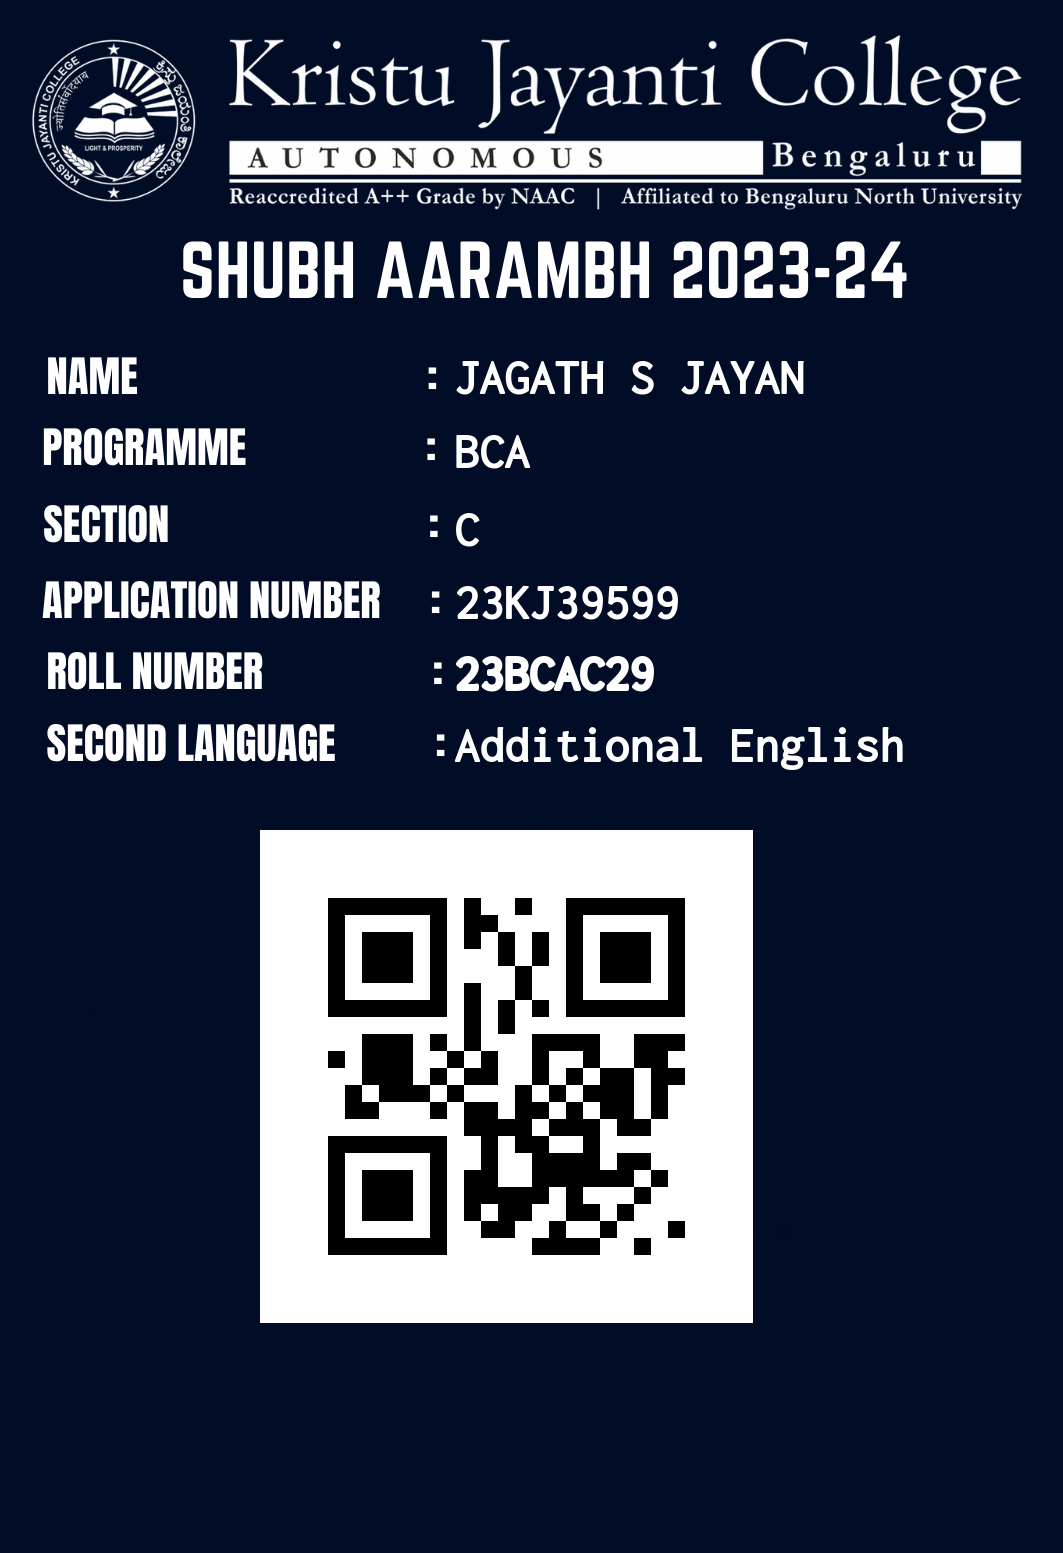 KRISTU JAYANTI COLLEGE
ಕ್ರಿಸ್ತು ಜಯಂತಿ ಕಾಲೇಜು
ज्योतिर्समेदियाय
LIGHT & PROSPERITY
Kristu Jayanti College
AUTONOMOUS Bengaluru
Reaccredited A++ Grade by NAAC | Affiliated to Bengaluru North University
SHUBH AARAMBH 2023-24
NAME : JAGATH S JAYAN
PROGRAMME : BCA
SECTION : C
APPLICATION NUMBER : 23KJ39599
ROLL NUMBER : 23BCAC29
SECOND LANGUAGE : Additional English